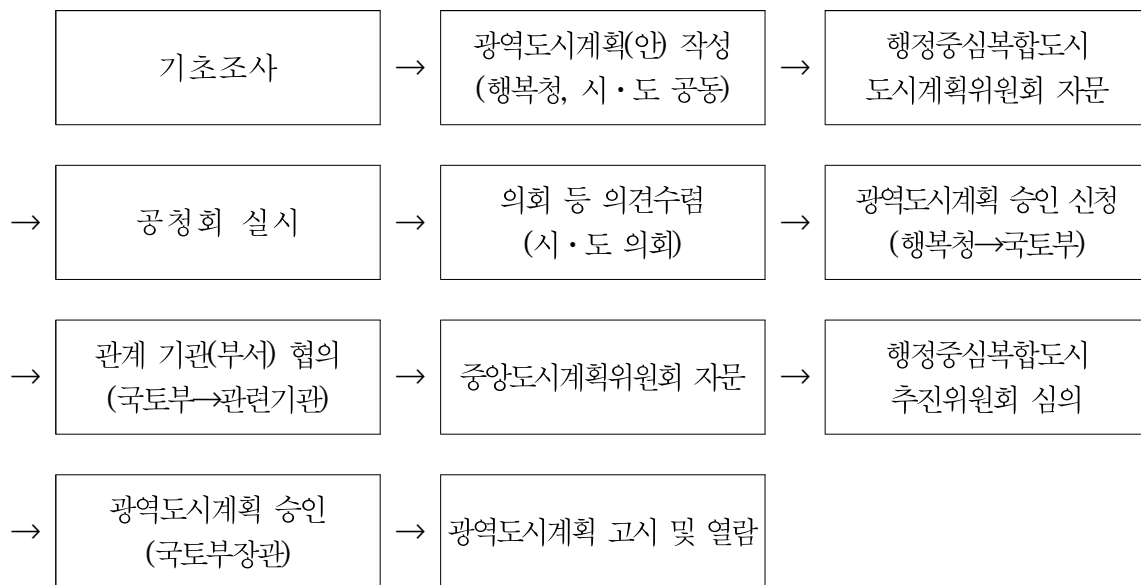 기초조사
→
광역도시계획(안) 작성
(행복청, 시・도 공동)
→
행정중심복합도시
도시계획위원회 자문
→
공청회 실시
→
의회 등 의견수렴
(시・도 의회)
→
광역도시계획 승인 신청
(행복청→국토부)
→
관계 기관(부서) 협의
(국토부→관련기관)
→
중앙도시계획위원회 자문
→
행정중심복합도시
추진위원회 심의
→
광역도시계획 승인
(국토부장관)
→
광역도시계획 고시 및 열람